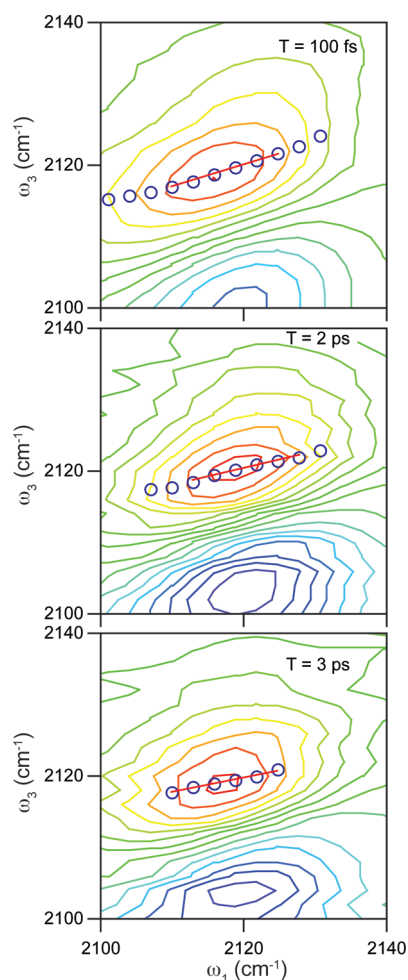 2140
T = 100 fs
ω₃ (cm⁻¹)
2120
2100
2140
T = 2 ps
ω₃ (cm⁻¹)
2120
2100
2140
T = 3 ps
ω₃ (cm⁻¹)
2120
2100
2100 2120 2140
ω₁ (cm⁻¹)